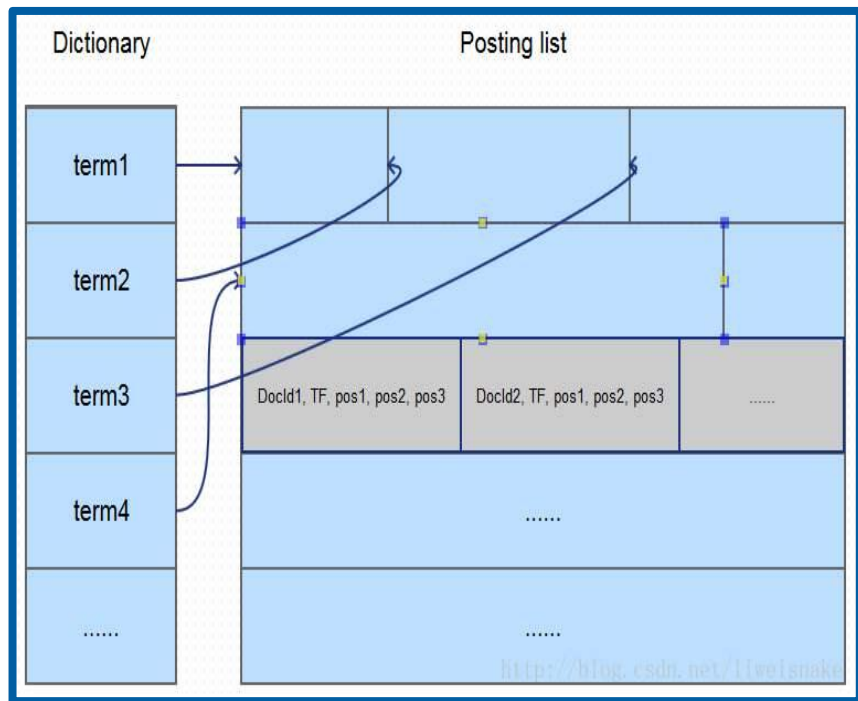 Dictionary
Posting list
term1
term2
term3
DocId1, TF, pos1, pos2, pos3
DocId2, TF, pos1, pos2, pos3
......
term4
......
......
......
http://blog.csdn.net/liweisnake